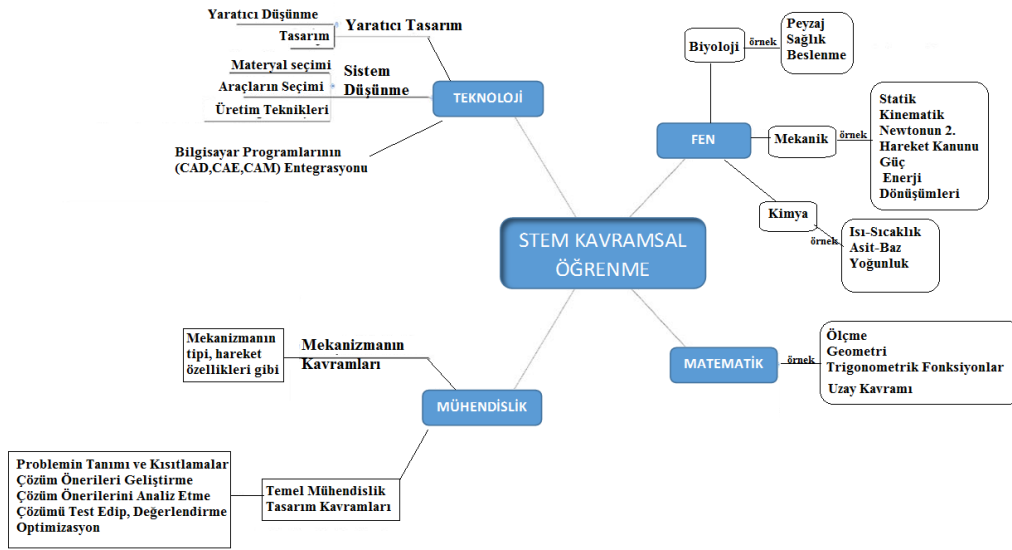 Yaratıcı Düşünme
Yaratıcı Tasarım
Tasarım
Materyal seçimi
Araçların Seçimi
Üretim Teknikleri
Sistem
Düşünme
TEKNOLOJİ
Bilgisayar Programlarının
(CAD,CAE,CAM) Entegrasyonu
Biyoloji
örnek
Peyzaj
Sağlık
Beslenme
FEN
Mekanik
örnek
Statik
Kinematik
Newtonun 2.
Hareket Kanunu
Güç
Enerji
Dönüşümleri
Kimya
örnek
Isı-Sıcaklık
Asit-Baz
Yoğunluk
STEM KAVRAMSAL
ÖĞRENME
MATEMATİK
örnek
Ölçme
Geometri
Trigonometrik Fonksiyonlar
Uzay Kavramı
Mekanizmanın
tipi, hareket
özellikleri gibi
Mekanizmanın
Kavramları
MÜHENDİSLİK
Problemin Tanımı ve Kısıtlamalar
Çözüm Önerileri Geliştirme
Çözüm Önerilerini Analiz Etme
Çözümü Test Edip, Değerlendirme
Optimizasyon
Temel Mühendislik
Tasarım Kavramları